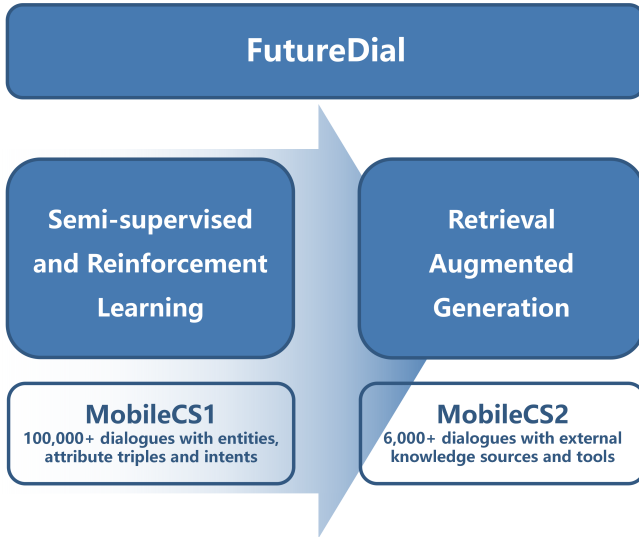 FutureDial
Semi-supervised
and Reinforcement
Learning
Retrieval
Augmented
Generation
MobileCS1
100,000+ dialogues with entities,
attribute triples and intents
MobileCS2
6,000+ dialogues with external
knowledge sources and tools